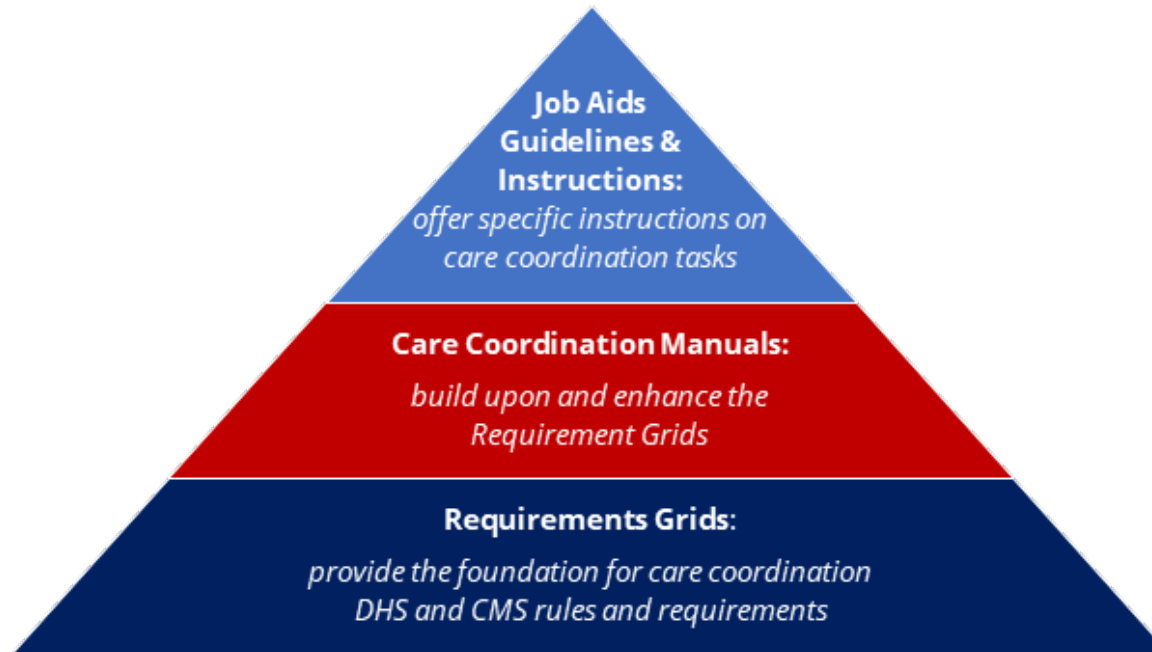 Job Aids
Guidelines &
Instructions:
offer specific instructions on
care coordination tasks
Care Coordination Manuals:
build upon and enhance the
Requirement Grids
Requirements Grids:
provide the foundation for care coordination
DHS and CMS rules and requirements